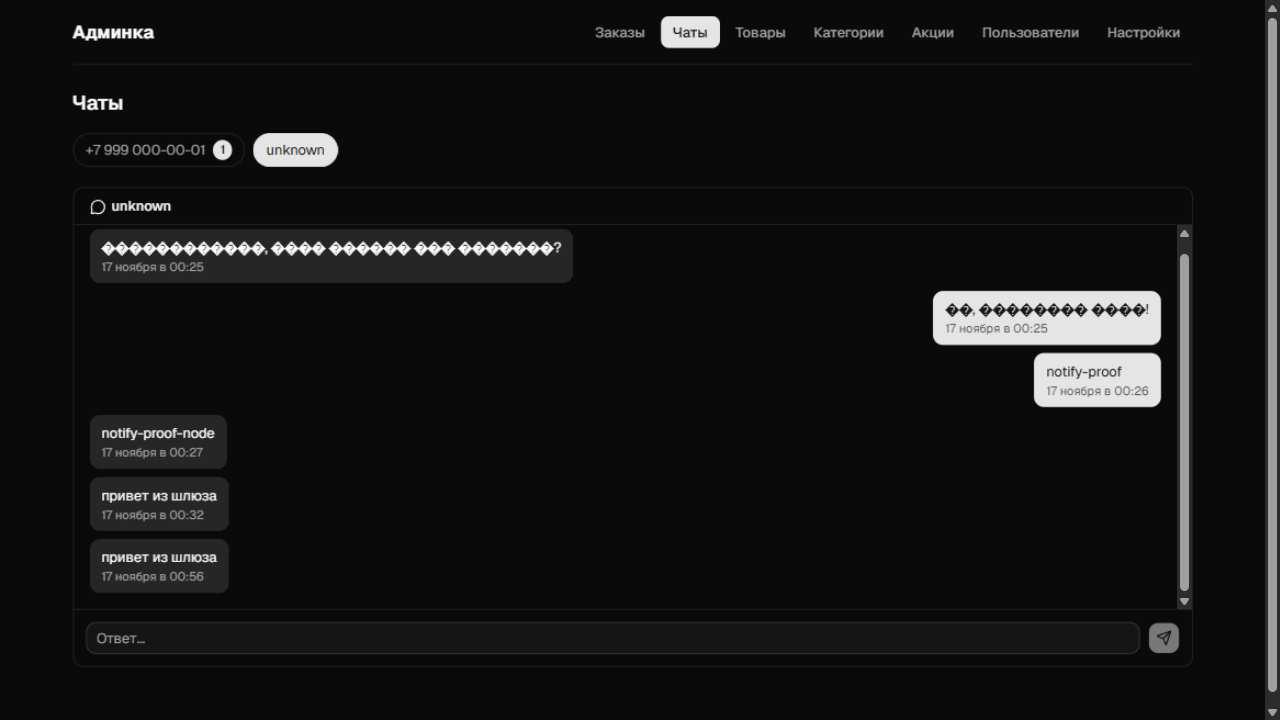 Админка
Заказы
Чаты
Товары
Категории
Акции
Пользователи
Настройки
Чаты
+7 999 000-00-01 1
unknown
unknown
������������, ���� ������ ��� �������?
17 ноября в 00:25
��, �������� ����!
17 ноября в 00:25
notify-proof
17 ноября в 00:26
notify-proof-node
17 ноября в 00:27
привет из шлюза
17 ноября в 00:32
привет из шлюза
17 ноября в 00:56
Ответ...